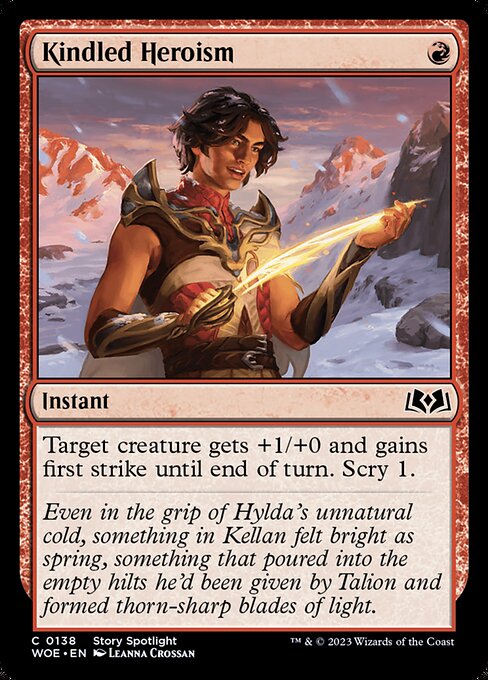 Kindled Heroism
Instant
Target creature gets +1/+0 and gains
first strike until end of turn. Scry 1.
Even in the grip of Hylda's unnatural
cold, something in Kellan felt bright as
spring, something that poured into the
empty hilts he'd been given by Talion and
formed thorn-sharp blades of light.
C 0138 Story Spotlight
WOE • EN Leanna Crossan
™ & © 2023 Wizards of the Coast